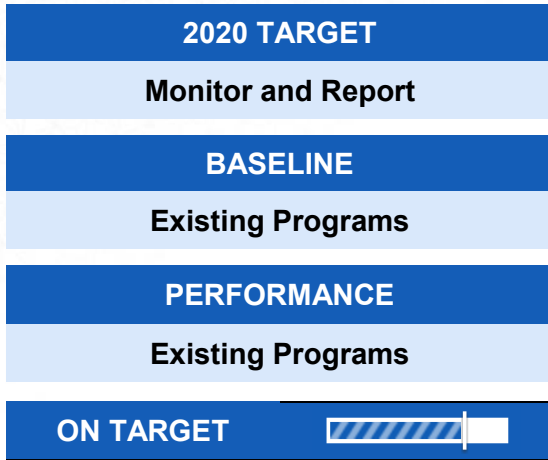 2020 TARGET
Monitor and Report
BASELINE
Existing Programs
PERFORMANCE
Existing Programs
ON TARGET